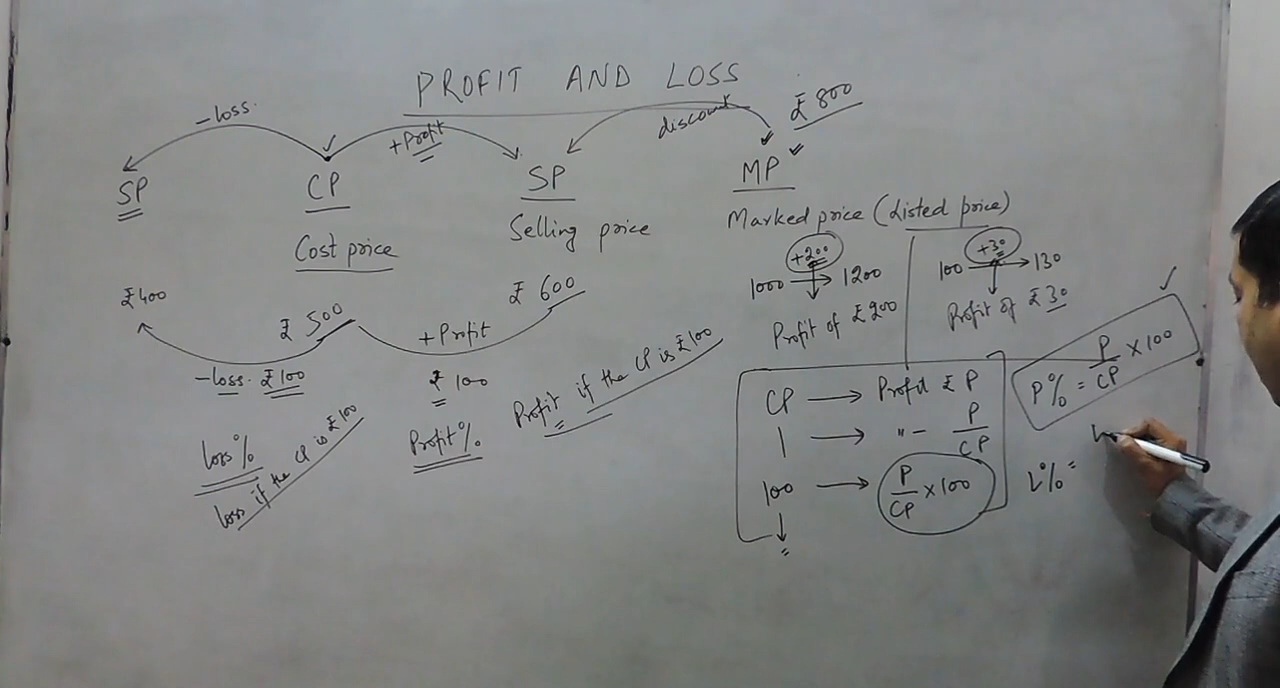 PROFIT AND LOSS
₹800
-loss.
+Profit
discount
SP
CP
SP
MP
Cost price
Selling price
Marked price (Listed price)
+200
1000 → 1200
Profit of ₹200
+30
100 → 130
Profit of ₹30
₹400
₹500
₹600
-loss. ₹100
+Profit
₹ 100
loss%
loss if the CP is ₹100
Profit%
Profit if the CP is ₹100
CP → Profit ₹ P
1 → " - P/CP
100 → P/CP × 100
P% = P/CP × 100
L% =